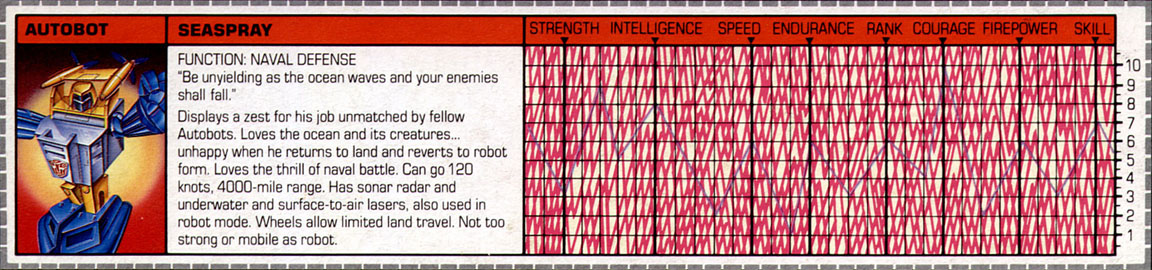 AUTOBOT
SEASPRAY
FUNCTION: NAVAL DEFENSE
"Be unyielding as the ocean waves and your enemies
shall fall."
Displays a zest for his job unmatched by fellow
Autobots. Loves the ocean and its creatures...
unhappy when he returns to land and reverts to robot
form. Loves the thrill of naval battle. Can go 120
knots, 4000-mile range. Has sonar radar and
underwater and surface-to-air lasers, also used in
robot mode. Wheels allow limited land travel. Not too
strong or mobile as robot.
STRENGTH INTELLIGENCE SPEED ENDURANCE RANK COURAGE FIREPOWER SKILL
10
9
8
7
6
5
4
3
2
1